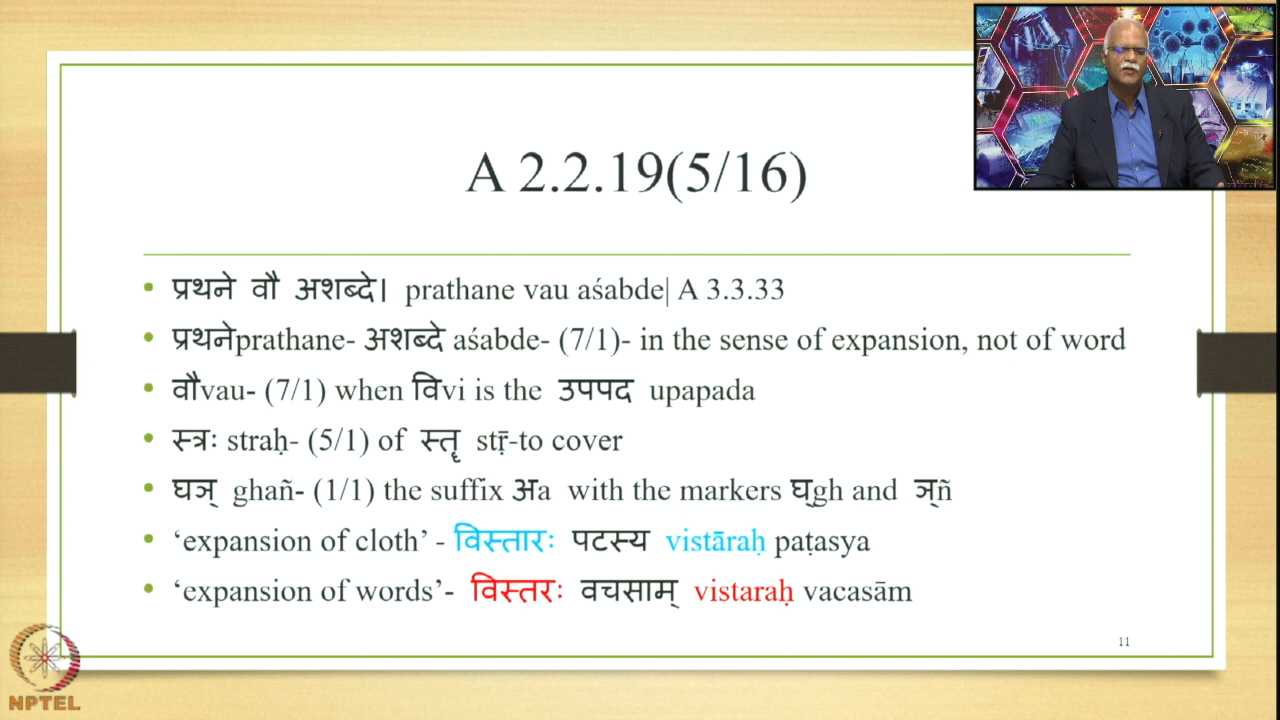 A 2.2.19(5/16)
प्रथने वौ अशब्दे। prathane vau aśabde| A 3.3.33
प्रथनेprathane- अशब्दे aśabde- (7/1)- in the sense of expansion, not of word
वौvau- (7/1) when विvi is the उपपद upapada
स्त्रः straḥ- (5/1) of स्तॄ stṝ-to cover
घञ् ghañ- (1/1) the suffix अa with the markers घ्gh and ञ्ñ
‘expansion of cloth’ - विस्तारः पटस्य vistāraḥ paṭasya
‘expansion of words’- विस्तरः वचसाम् vistaraḥ vacasām
11
NPTEL